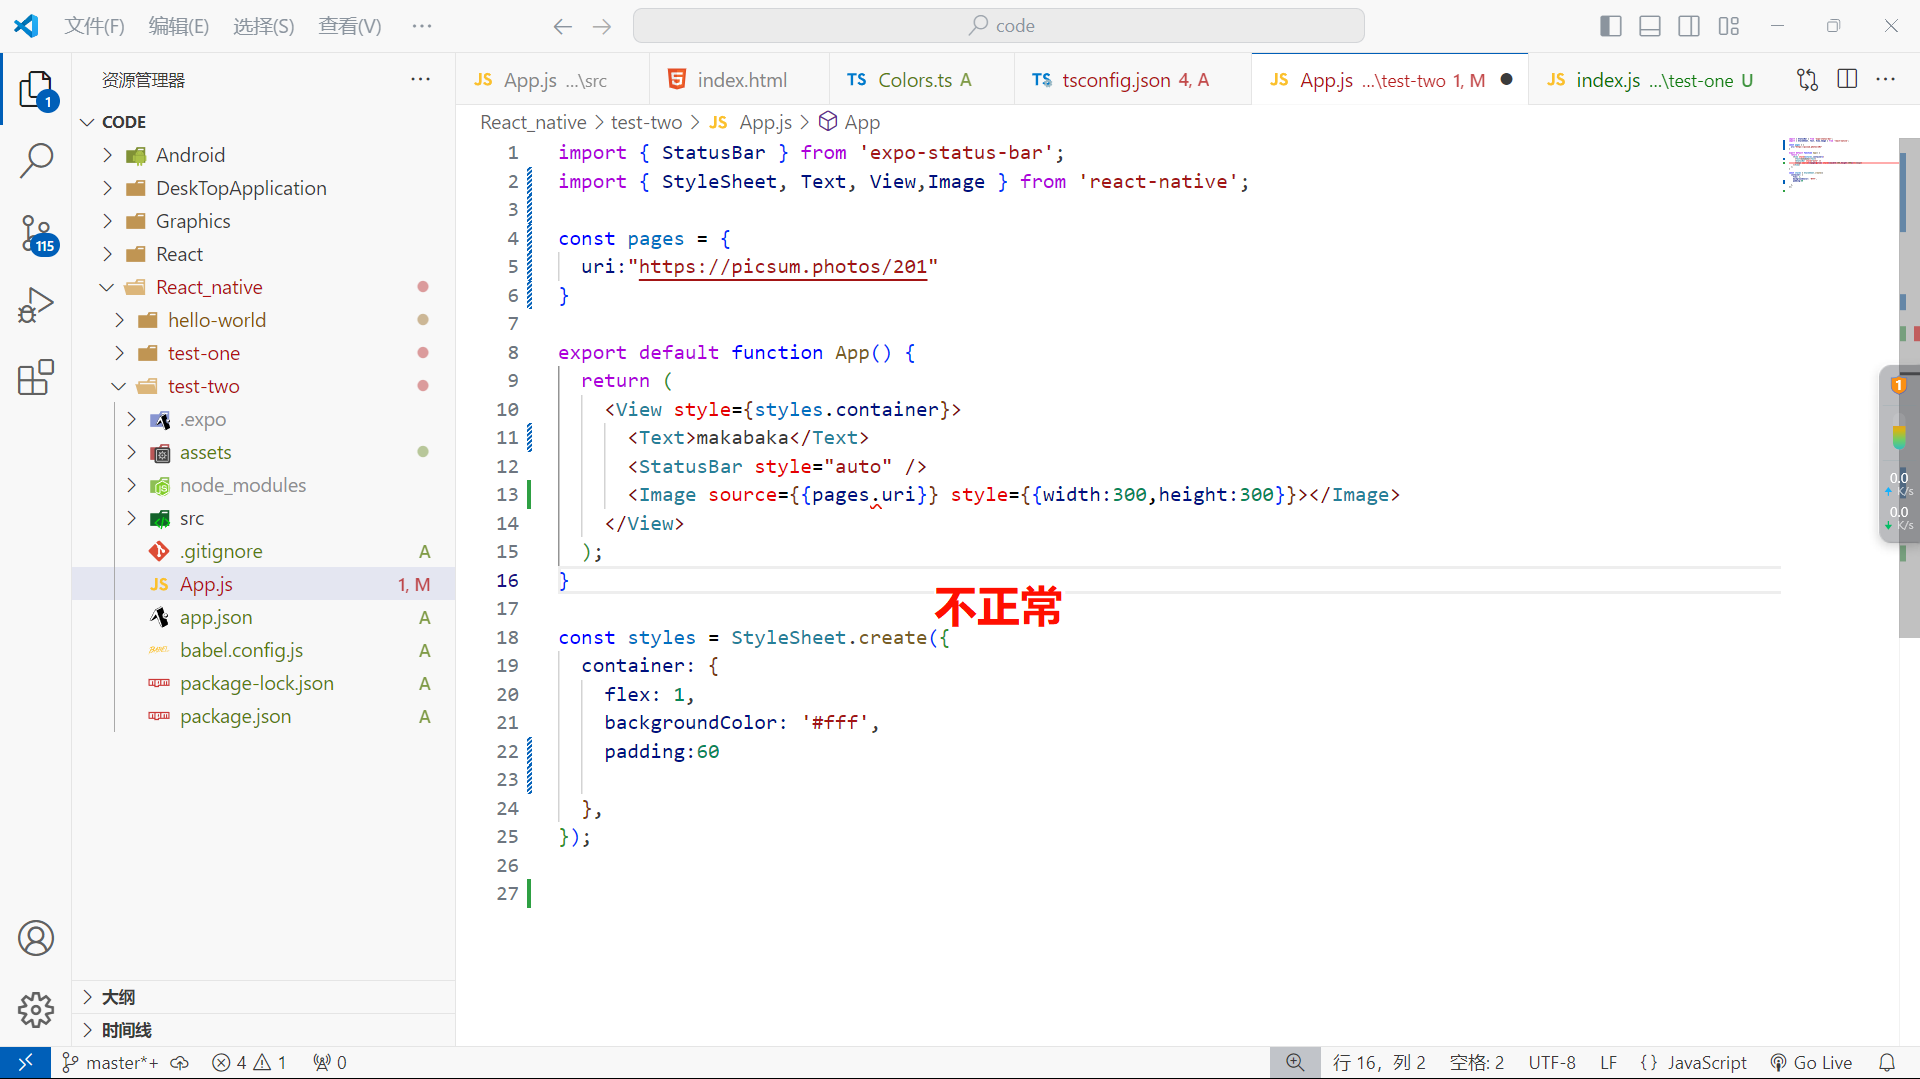 文件(F) 编辑(E) 选择(S) 查看(V) ··· code
资源管理器 ···
JS App.js ...\src
index.html
TS Colors.ts A
TS tsconfig.json 4, A
JS App.js ...\test-two 1, M
JS index.js ...\test-one U
React_native > test-two > JS App.js > App
CODE
Android
DeskTopApplication
Graphics
React
React_native
hello-world
test-one
test-two
.expo
assets
node_modules
src
.gitignore A
JS App.js 1, M
app.json A
babel.config.js A
package-lock.json A
package.json A
大纲
时间线
1
115
1 import { StatusBar } from 'expo-status-bar';
2 import { StyleSheet, Text, View,Image } from 'react-native';
3
4 const pages = {
5 uri:"https://picsum.photos/201"
6 }
7
8 export default function App() {
9 return (
10 <View style={styles.container}>
11 <Text>makabaka</Text>
12 <StatusBar style="auto" />
13 <Image source={{pages.uri}} style={{width:300,height:300}}></Image>
14 </View>
15 );
16 }
不正常
17
18 const styles = StyleSheet.create({
19 container: {
20 flex: 1,
21 backgroundColor: '#fff',
22 padding:60
23
24 },
25 });
26
27
1
0.0
K/s
0.0
K/s
master*+ 4 1 0
行 16，列 2 空格: 2 UTF-8 LF {} JavaScript Go Live